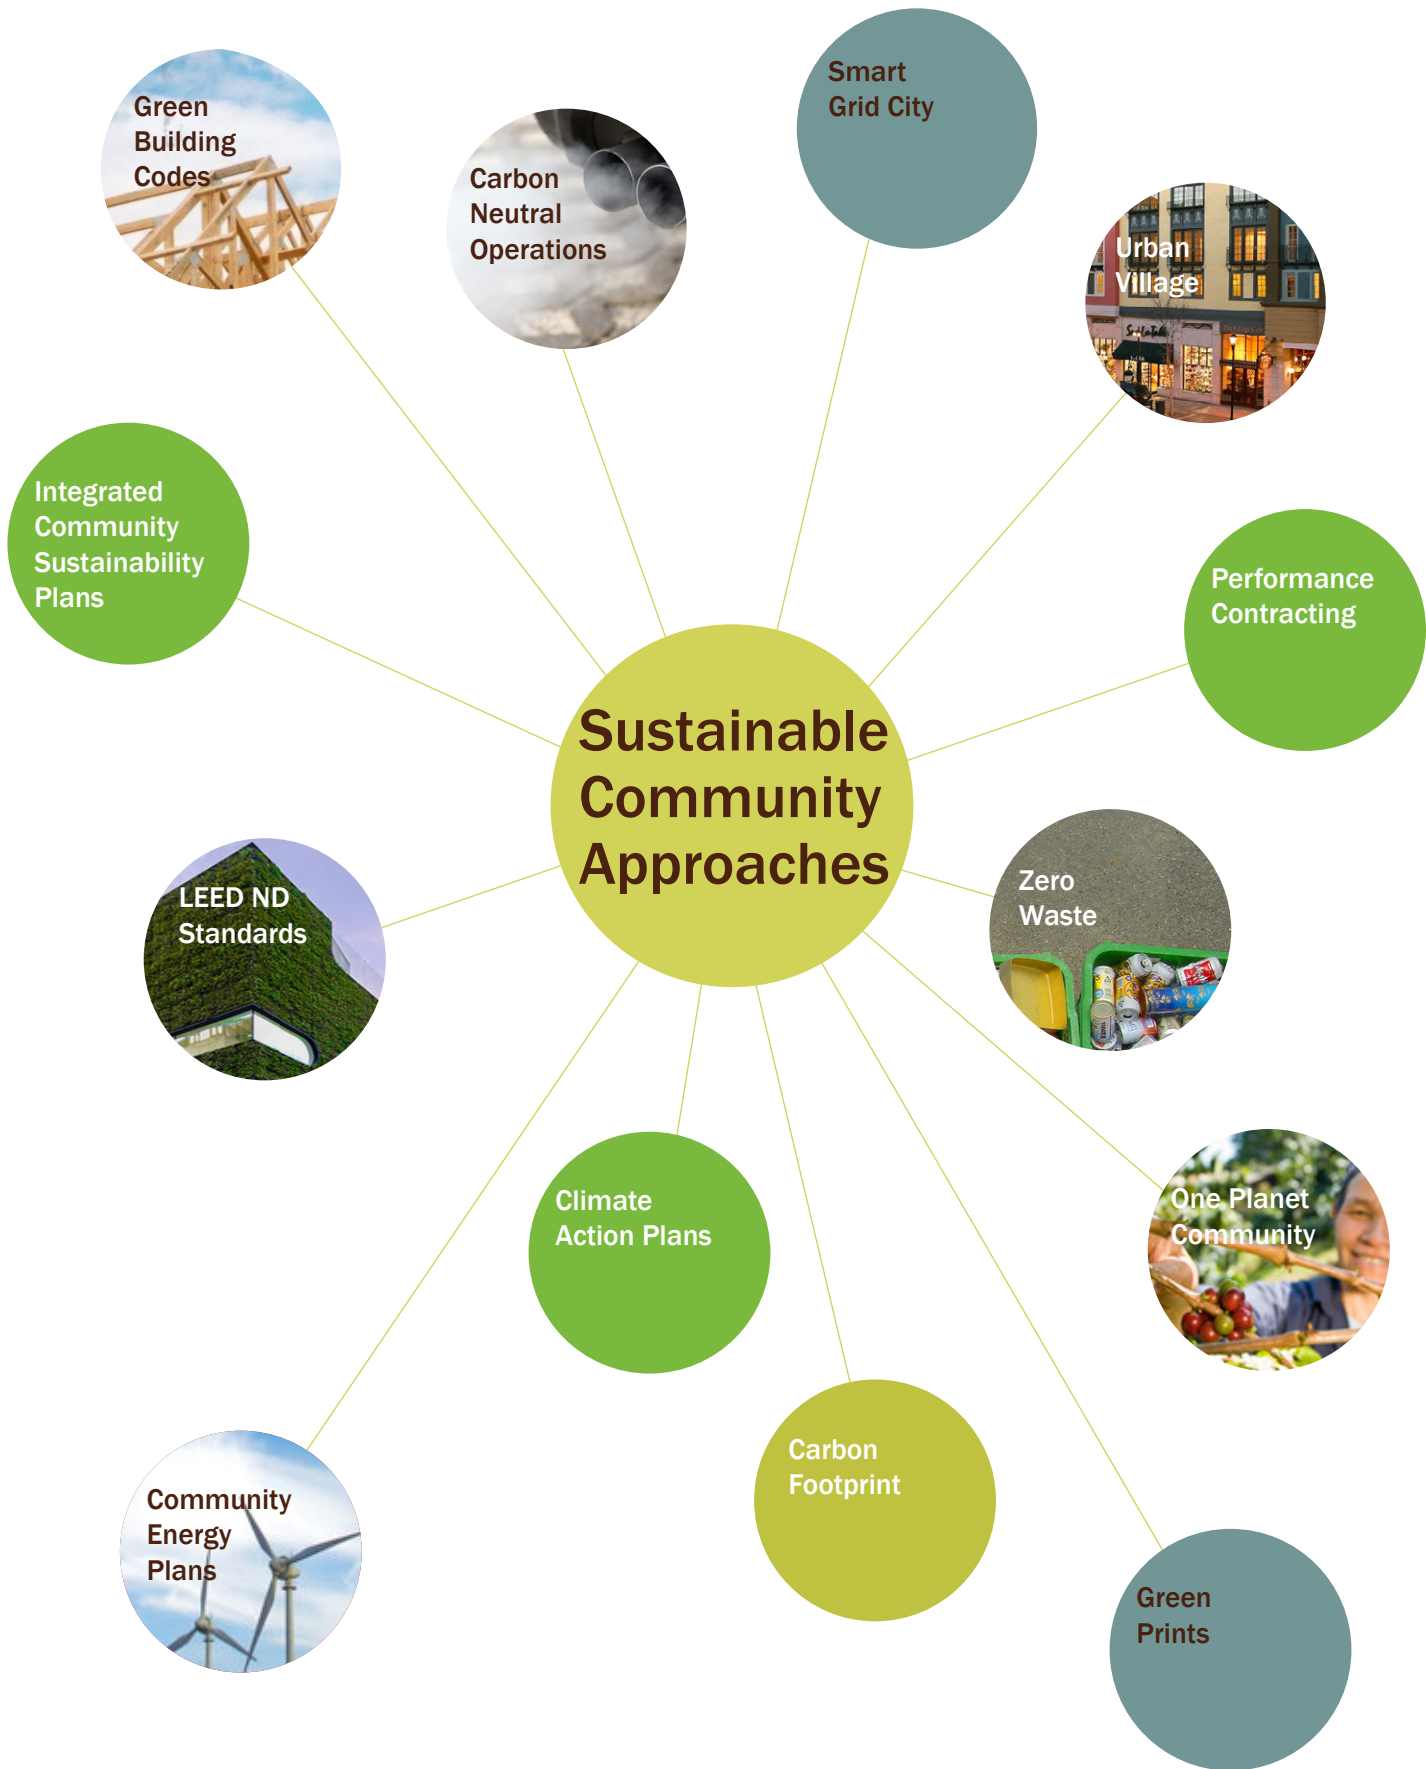 Smart
Grid City
Green
Building
Codes
Carbon
Neutral
Operations
Urban
Village
Integrated
Community
Sustainability
Plans
Performance
Contracting
Sustainable
Community
Approaches
LEED ND
Standards
Zero
Waste
Climate
Action Plans
One Planet
Community
Carbon
Footprint
Community
Energy
Plans
Green
Prints